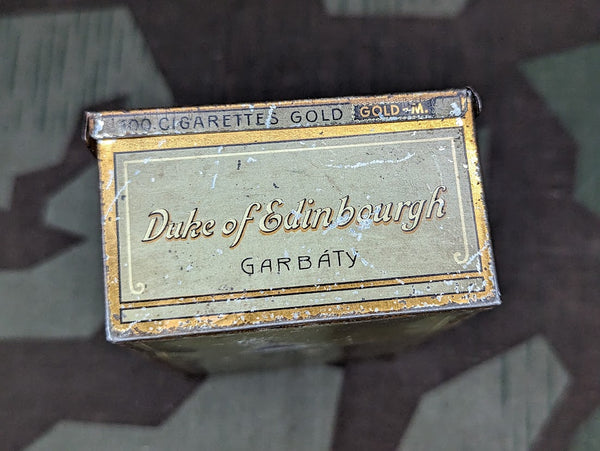 100 CIGARETTES GOLD GOLD-M.
Duke of Edinbourgh
GARBÁTY